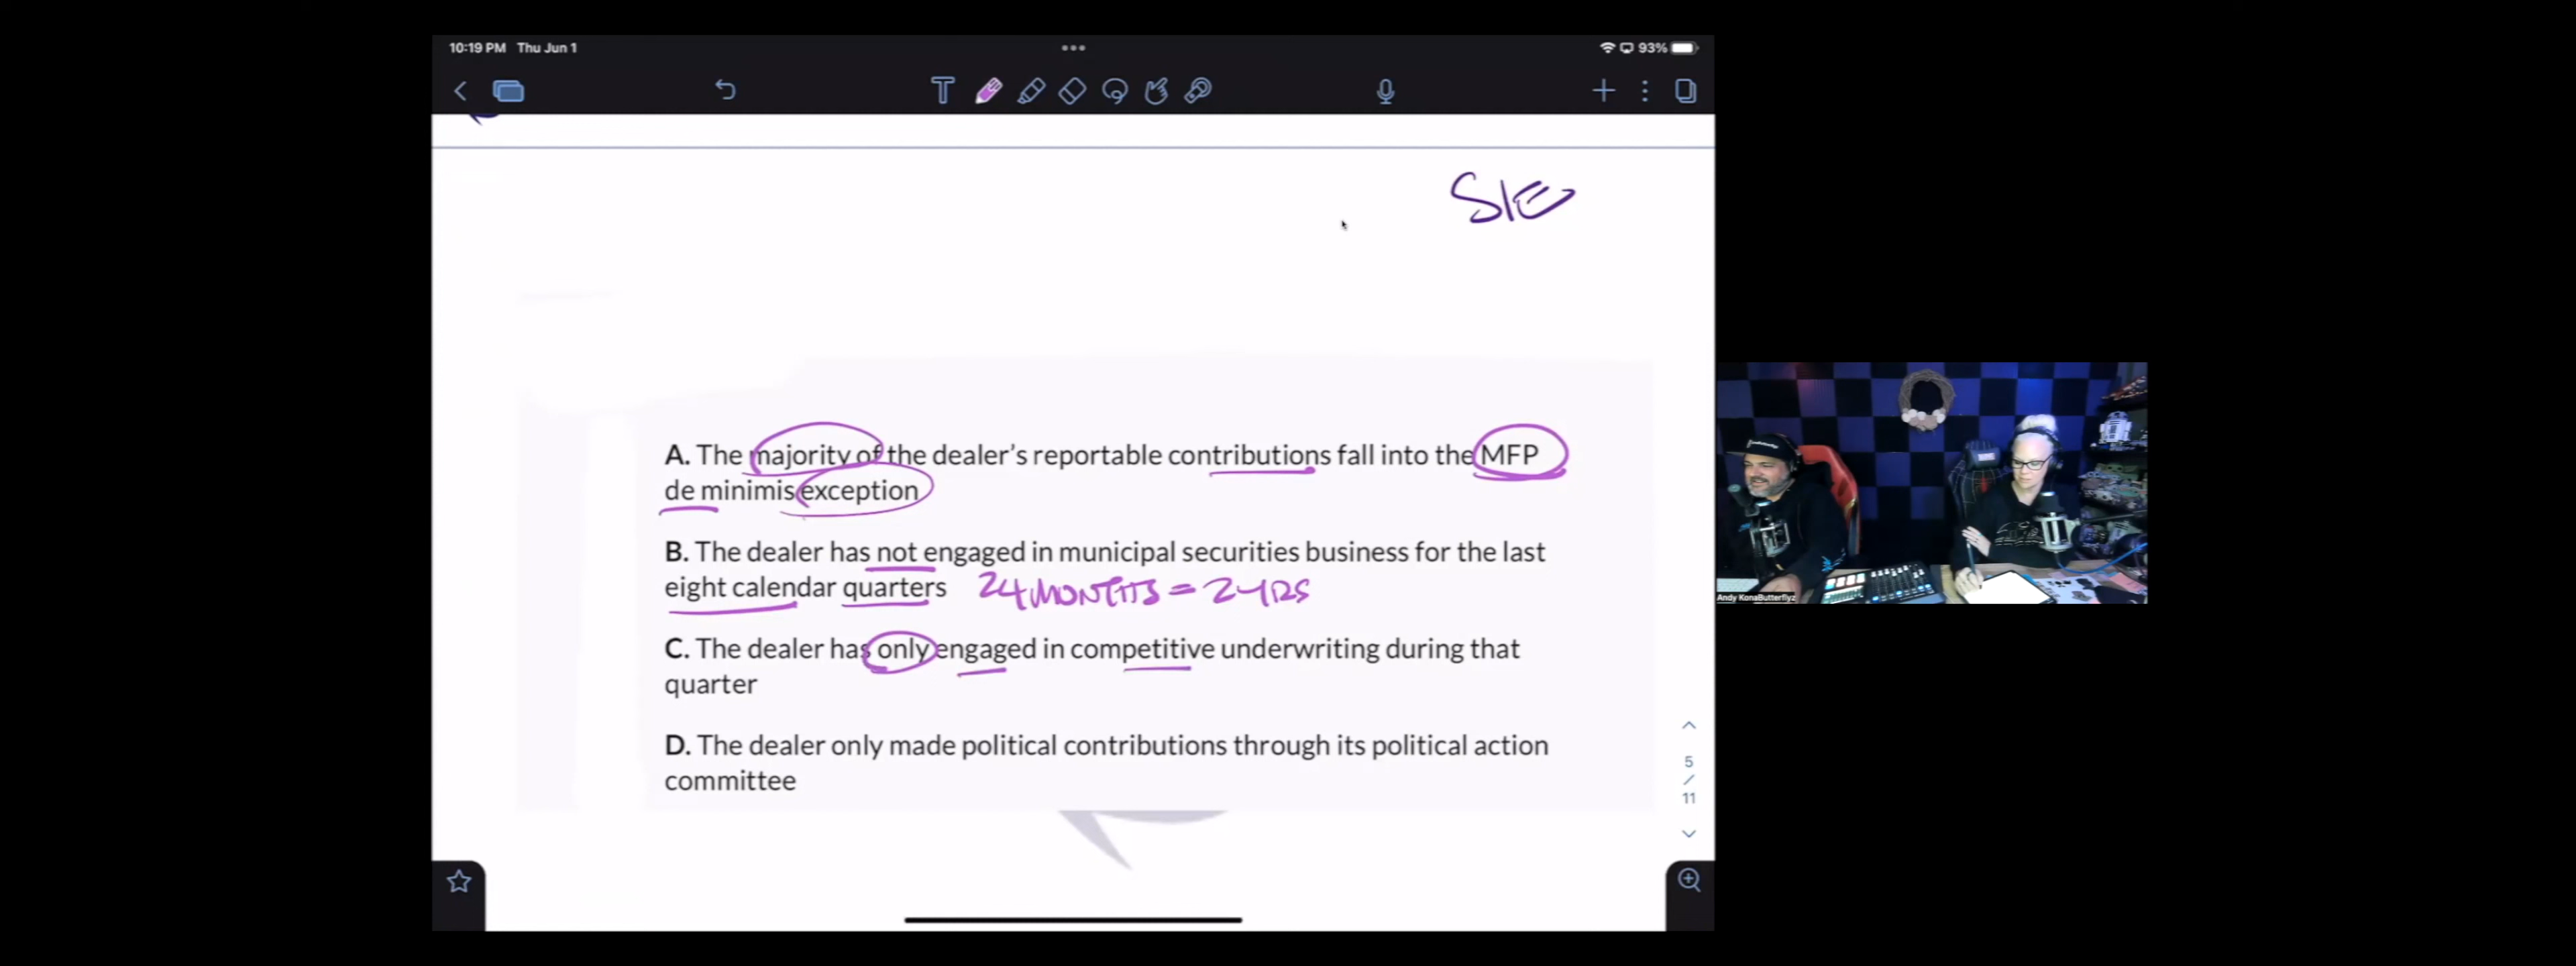 10:19 PM Thu Jun 1
93%
T
SIE
A. The majority of the dealer's reportable contributions fall into the MFP
de minimis exception
B. The dealer has not engaged in municipal securities business for the last
eight calendar quarters 24 MONTHS = 2 YRS
C. The dealer has only engaged in competitive underwriting during that
quarter
D. The dealer only made political contributions through its political action
committee
5
/
11
Andy KonaButterflyz